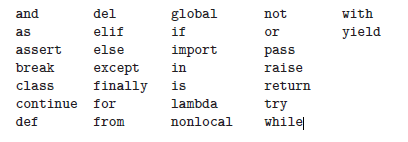 and del global not with
as elif if or yield
assert else import pass
break except in raise
class finally is return
continue for lambda try
def from nonlocal while